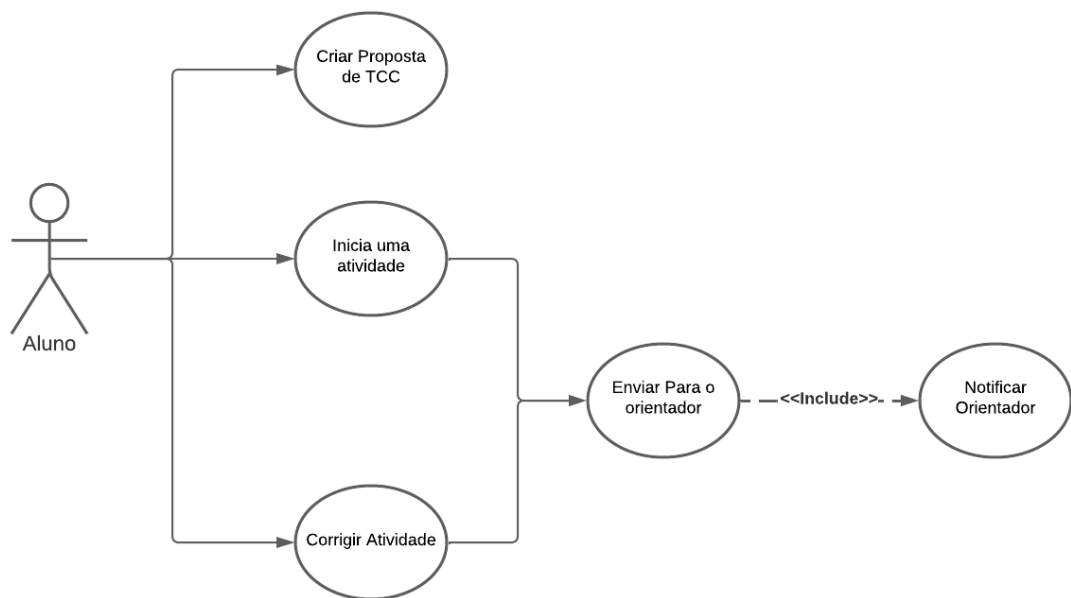 Criar Proposta
de TCC
Inicia uma
atividade
Aluno
Enviar Para o
orientador
<<Include>>
Notificar
Orientador
Corrigir Atividade